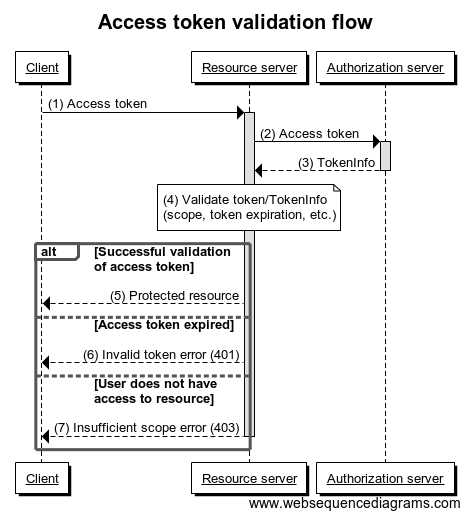 Access token validation flow
Client
Resource server
Authorization server
(1) Access token
(2) Access token
(3) TokenInfo
(4) Validate token/TokenInfo
(scope, token expiration, etc.)
alt
[Successful validation
of access token]
(5) Protected resource
[Access token expired]
(6) Invalid token error (401)
[User does not have
access to resource]
(7) Insufficient scope error (403)
Client
Resource server
Authorization server
www.websequencediagrams.com